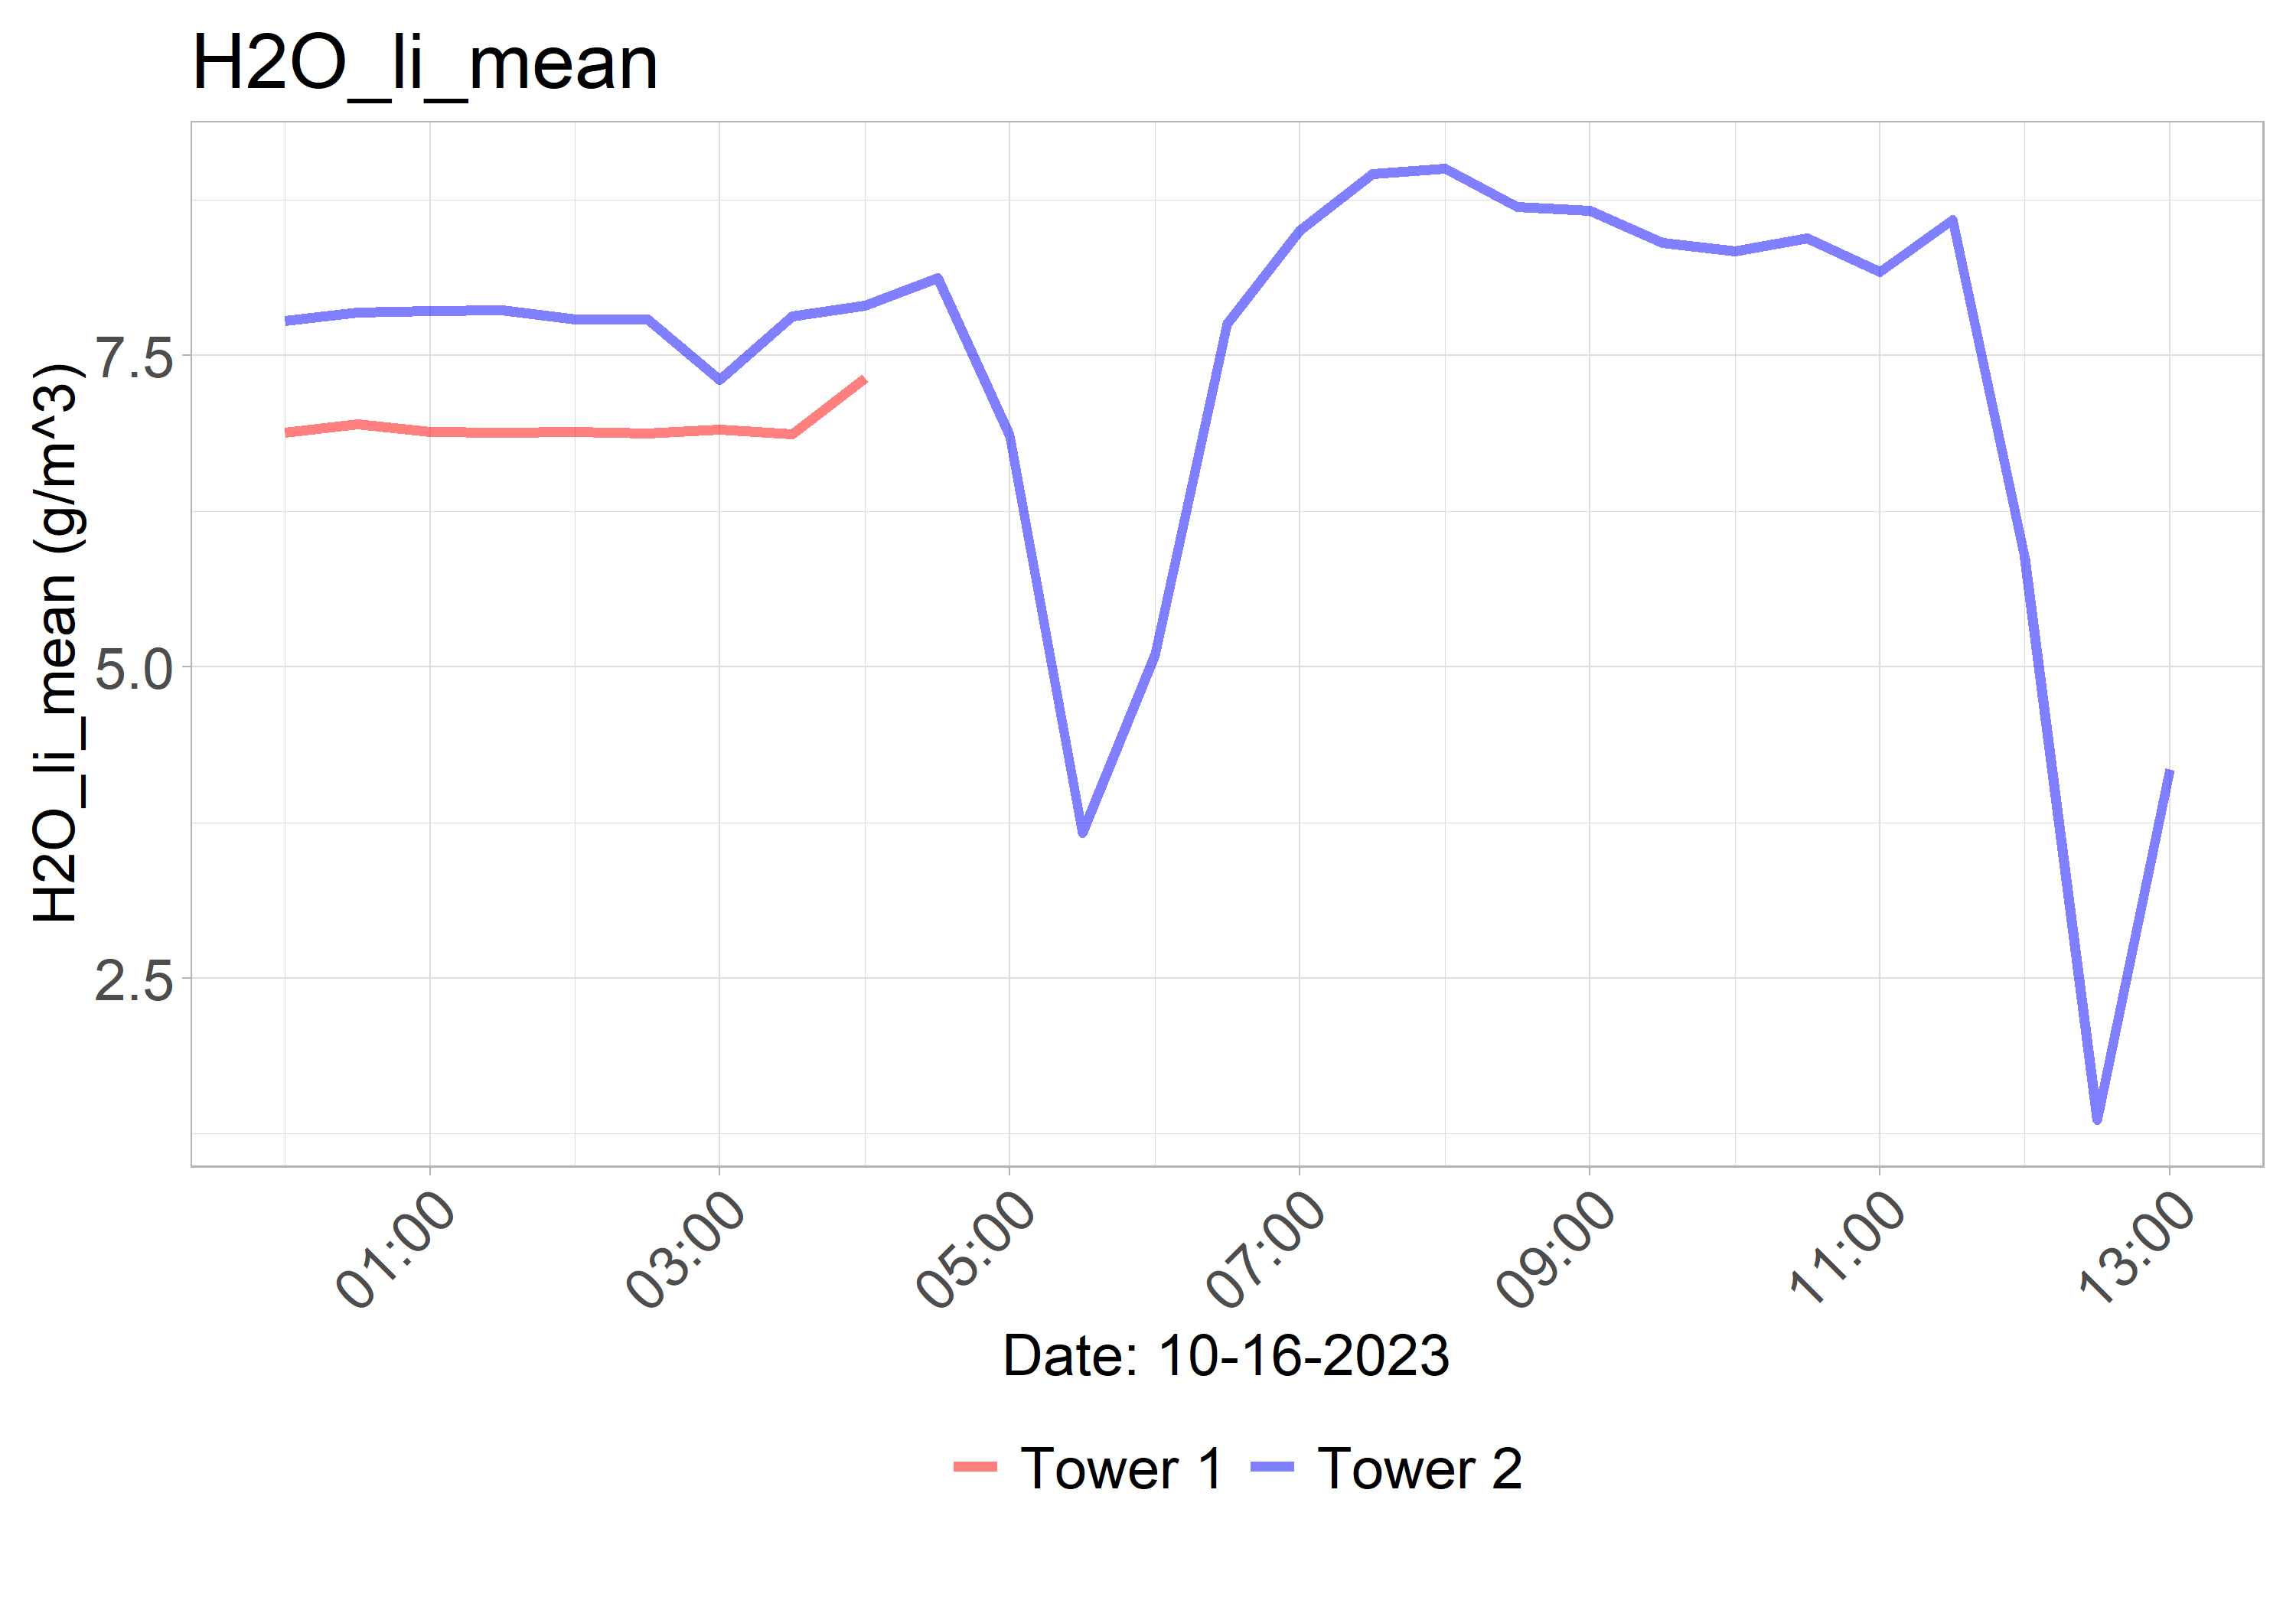 H2O_li_mean
H2O_li_mean (g/m^3)
7.5
5.0
2.5
01:00
03:00
05:00
07:00
09:00
11:00
13:00
Date: 10-16-2023
Tower 1
Tower 2